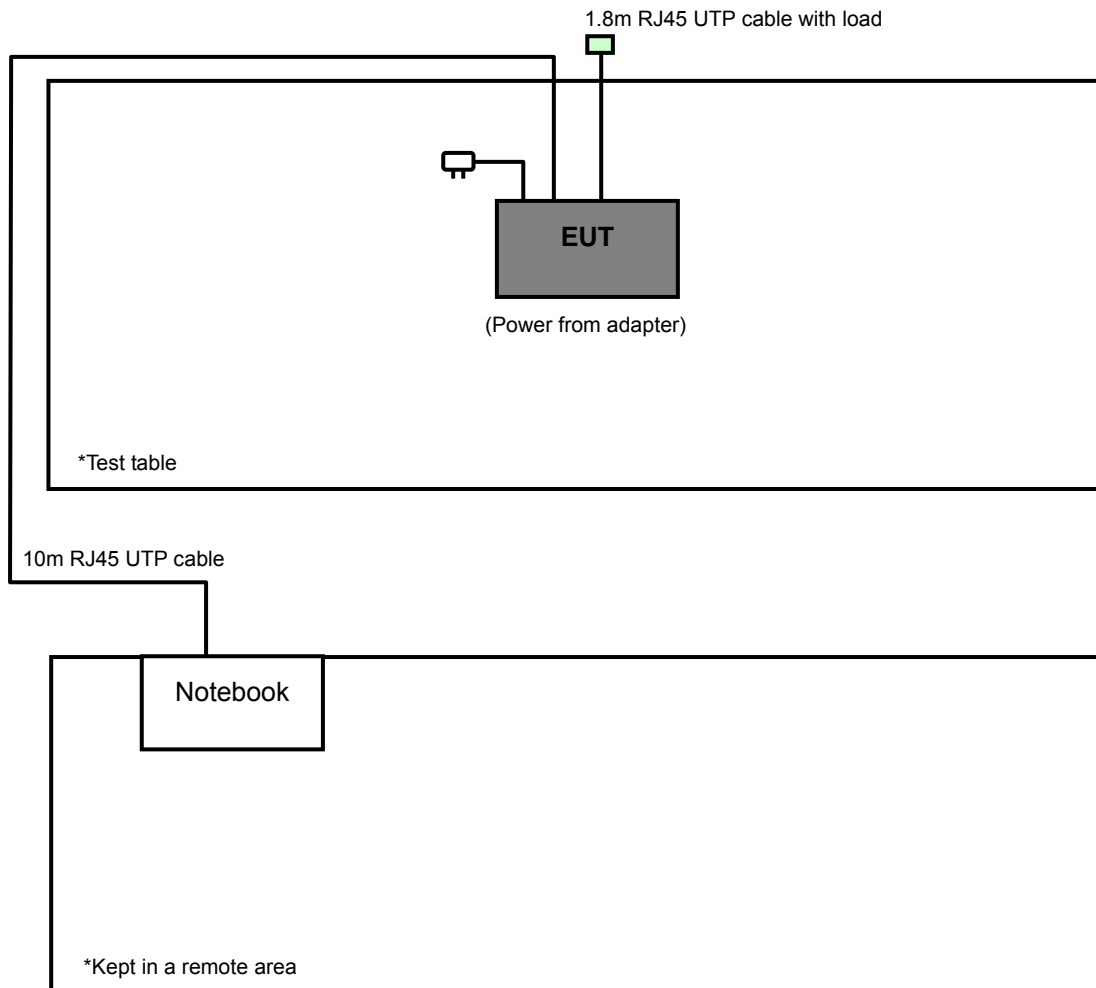 1.8m RJ45 UTP cable with load
EUT
(Power from adapter)
*Test table
10m RJ45 UTP cable
Notebook
*Kept in a remote area